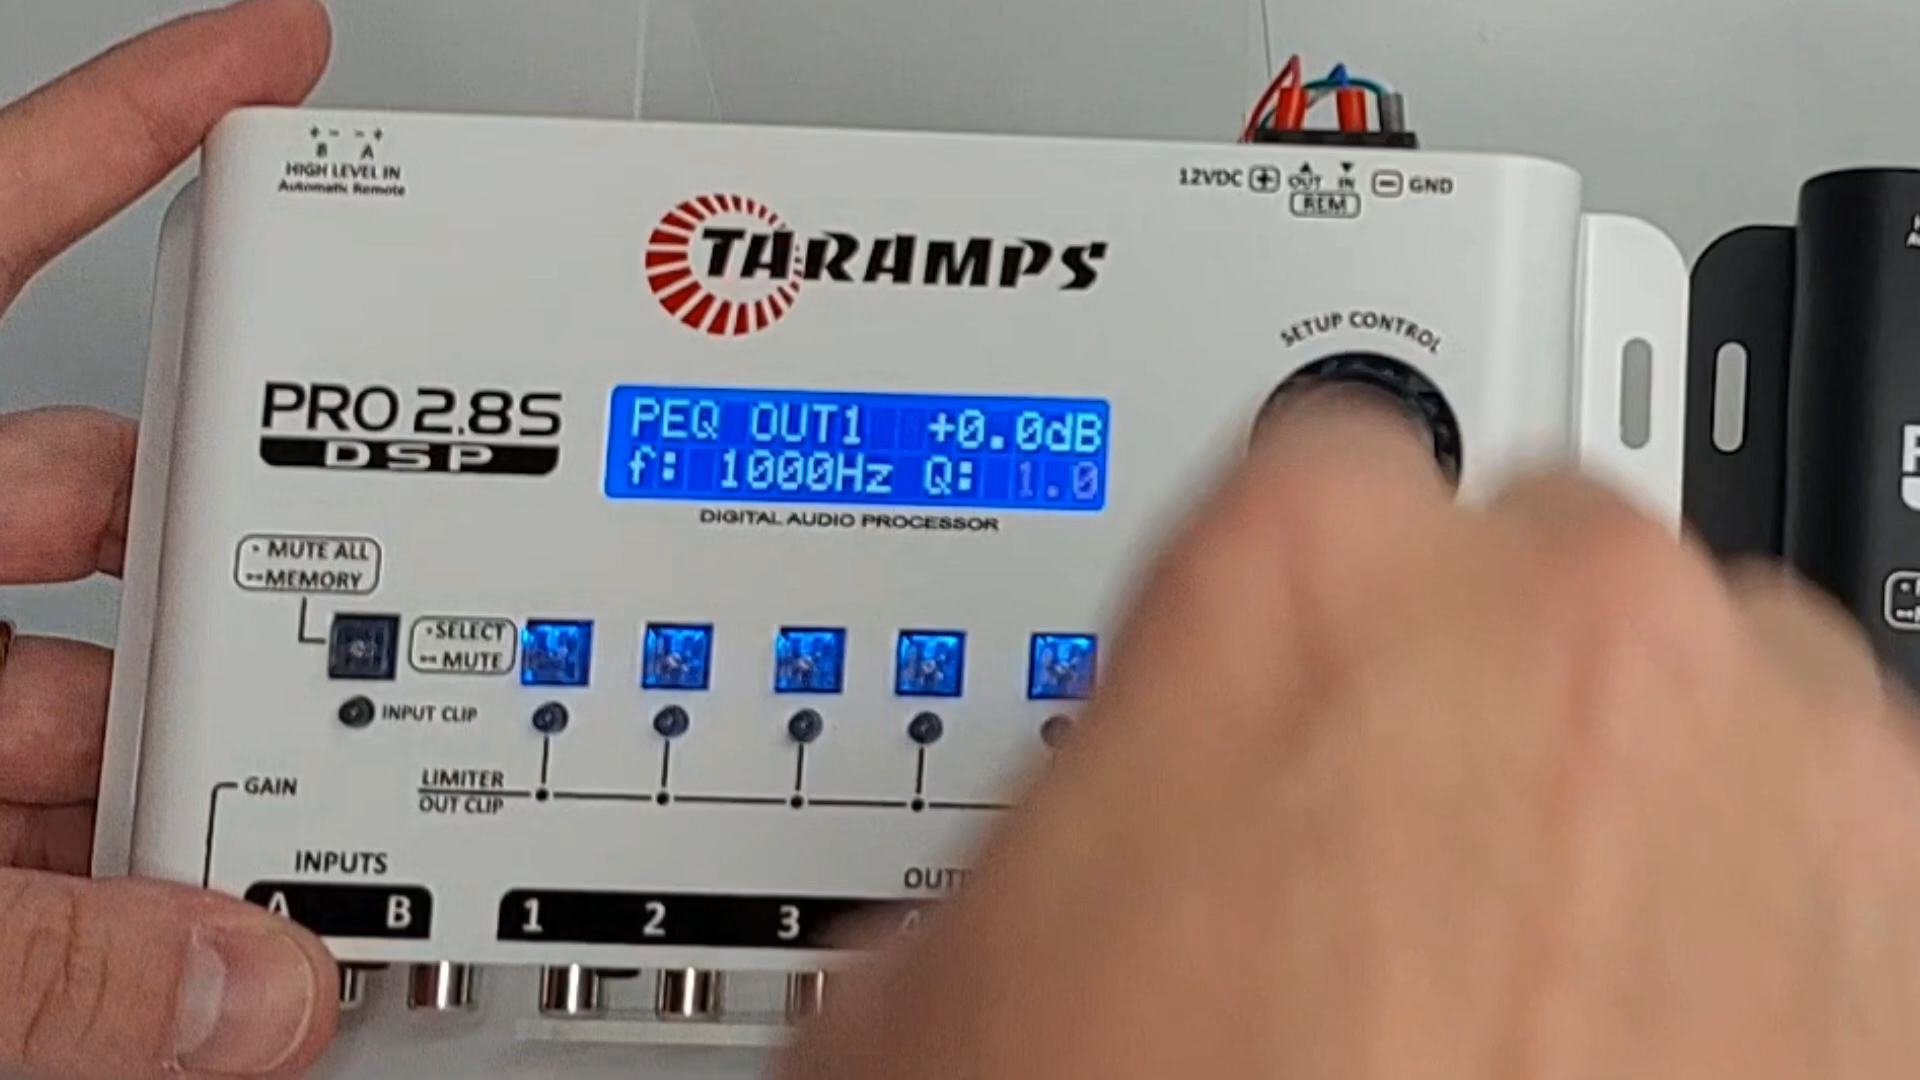 + - - +
B A
HIGH LEVEL IN
Automatic Remote
12VDC + OUT IN - GND
REM
TARAMPS
SETUP CONTROL
PRO 2.8S
DSP
PEQ OUT1 +0.0dB
f: 1000Hz Q: 1.0
DIGITAL AUDIO PROCESSOR
MUTE ALL
MEMORY
SELECT
MUTE
INPUT CLIP
GAIN
LIMITER
OUT CLIP
INPUTS
A B
OUT
1 2 3 4